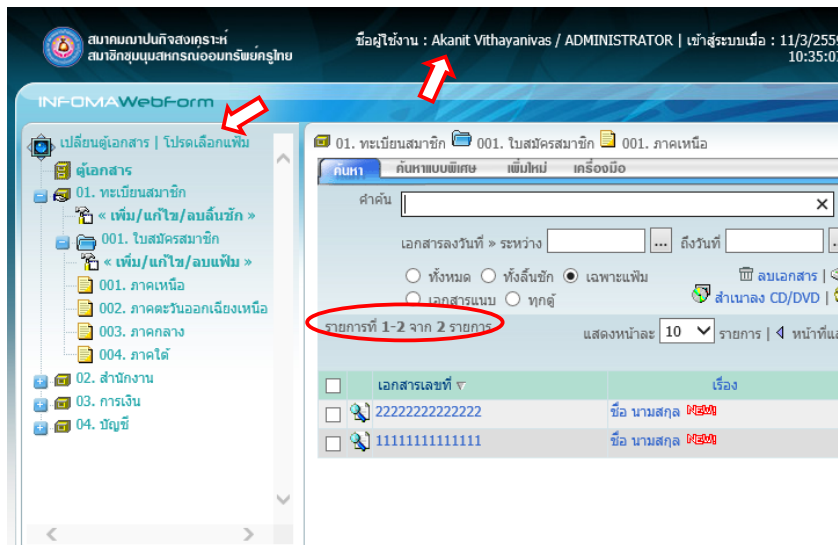 สมาคมฌาปนกิจสงเคราะห์
สมาชิกชุมนุมสหกรณ์ออมทรัพย์ครูไทย
ชื่อผู้ใช้งาน : Akanit Vithayanivas / ADMINISTRATOR | เข้าสู่ระบบเมื่อ : 11/3/2559
10:35:0
INFOMAWebForm
เปลี่ยนตู้เอกสาร | โปรดเลือกแฟ้ม
ตู้เอกสาร
01. ทะเบียนสมาชิก
« เพิ่ม/แก้ไข/ลบลิ้นชัก »
001. ใบสมัครสมาชิก
« เพิ่ม/แก้ไข/ลบแฟ้ม »
001. ภาคเหนือ
002. ภาคตะวันออกเฉียงเหนือ
003. ภาคกลาง
004. ภาคใต้
02. สำนักงาน
03. การเงิน
04. บัญชี
01. ทะเบียนสมาชิก 001. ใบสมัครสมาชิก 001. ภาคเหนือ
ค้นหา ค้นหาแบบพิเศษ เพิ่มใหม่ เครื่องมือ
คำค้น
เอกสารลงวันที่ » ระหว่าง ... ถึงวันที่
ทั้งหมด ทั้งลิ้นชัก เฉพาะแฟ้ม ลบเอกสาร |
เอกสารแนบ ทุกตู้ สำเนาลง CD/DVD |
รายการที่ 1-2 จาก 2 รายการ
แสดงหน้าละ 10 รายการ | หน้าที่แ
เอกสารเลขที่ เรื่อง
22222222222222 ชื่อ นามสกุล NEW!
11111111111111 ชื่อ นามสกุล NEW!